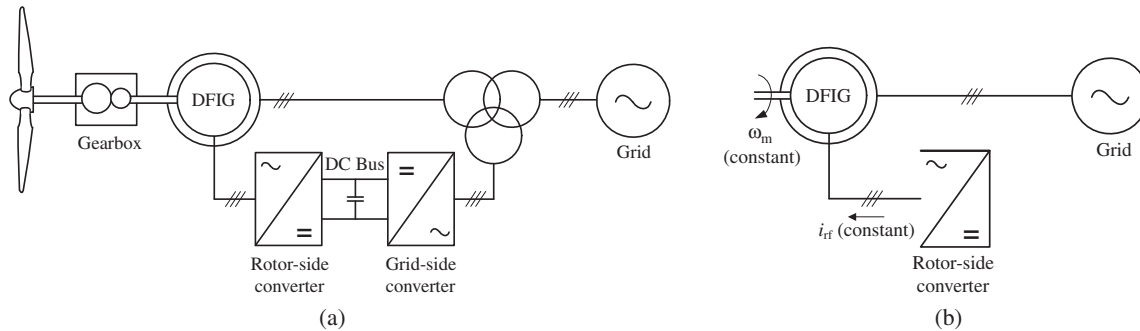 DFIG
Gearbox
DC Bus
Grid
Rotor-side
converter
Grid-side
converter
(a)
DFIG
ωm
(constant)
irf (constant)
Grid
Rotor-side
converter
(b)